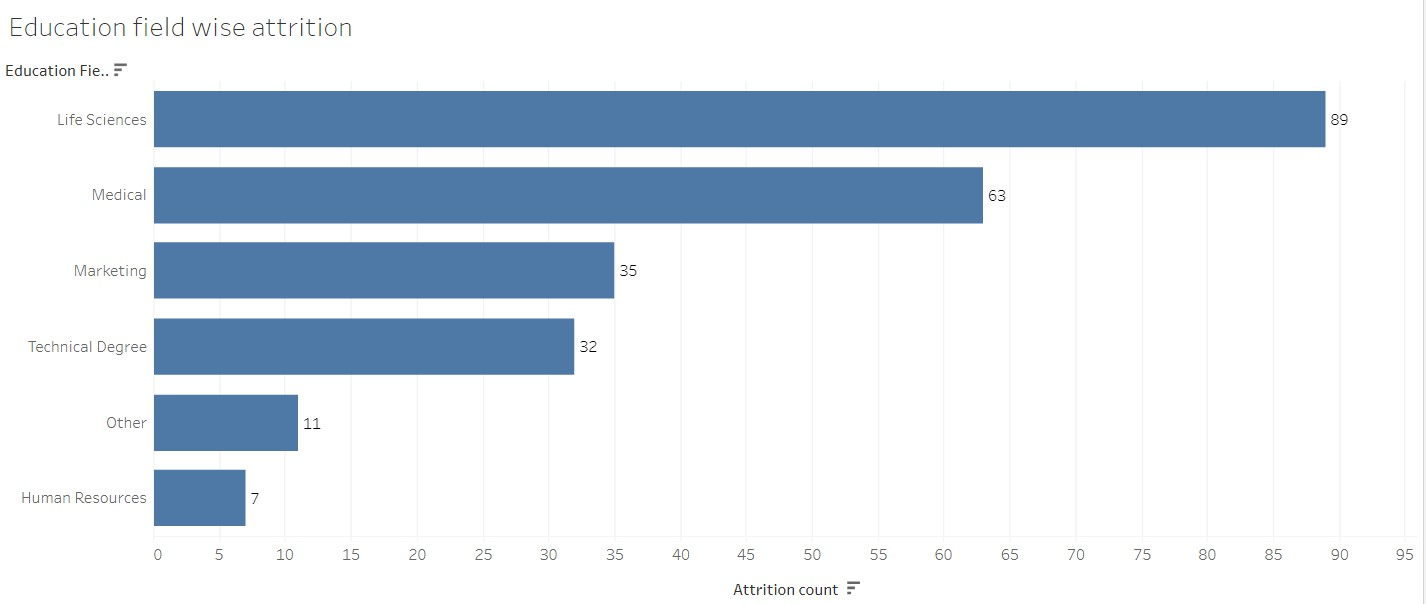 Education field wise attrition
Education Fie..
Life Sciences 89
Medical 63
Marketing 35
Technical Degree 32
Other 11
Human Resources 7
0 5 10 15 20 25 30 35 40 45 50 55 60 65 70 75 80 85 90 95
Attrition count